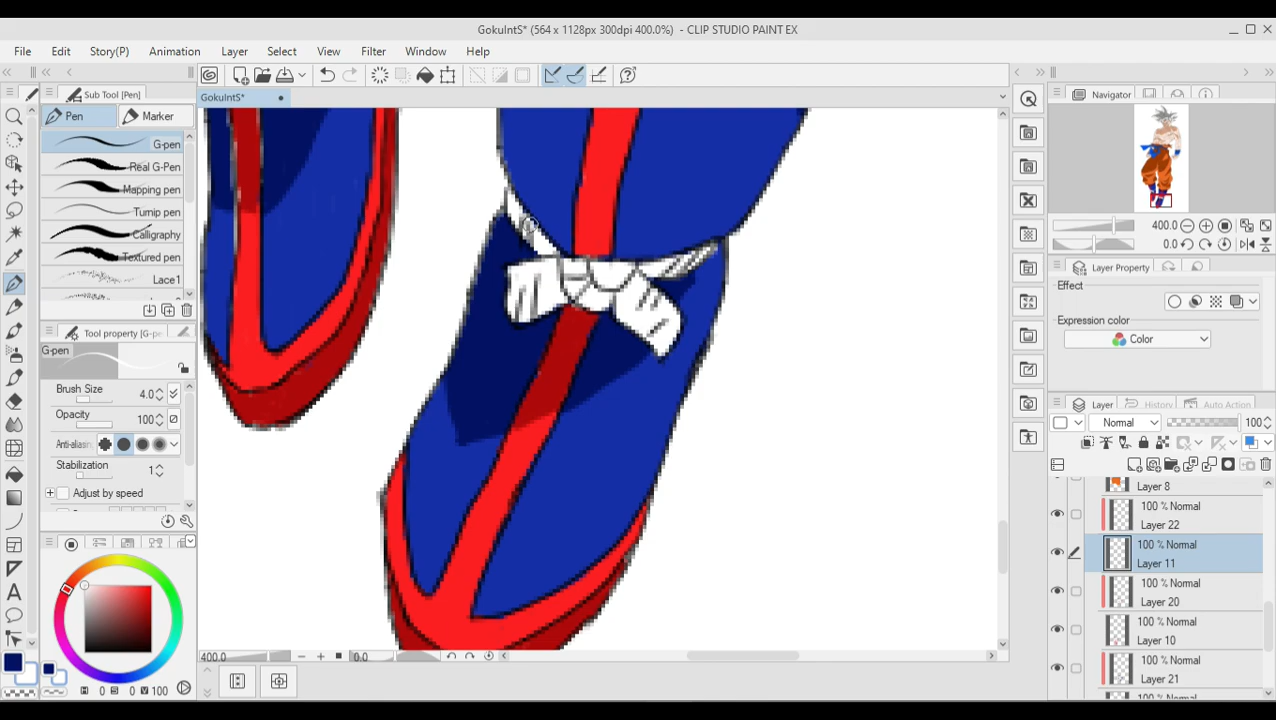 GokuIntS* (564 x 1128px 300dpi 400.0%) - CLIP STUDIO PAINT EX
File Edit Story(P) Animation Layer Select View Filter Window Help
Sub Tool [Pen]
GokuIntS*
Navigator
Pen Marker
G-pen
Real G-Pen
Mapping pen
Turnip pen
Calligraphy
Textured pen
Lace1
400.0
0.0
Layer Property
Effect
Expression color
Color
Tool property [G-pe
G-pen
Brush Size 4.0
Opacity 100
Anti-aliasin
Stabilization 1
Adjust by speed
Layer History Auto Action
Normal 100
Layer 8
100 % Normal
Layer 22
100 % Normal
Layer 11
100 % Normal
Layer 20
100 % Normal
Layer 10
100 % Normal
Layer 21
100 % Normal
400.0 0.0
H 0 S 0 V 100